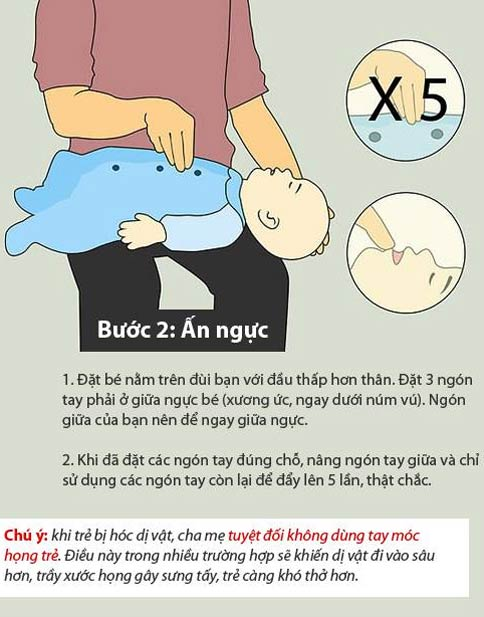 X 5
Bước 2: Ấn ngực
1. Đặt bé nằm trên đùi bạn với đầu thấp hơn thân. Đặt 3 ngón
tay phải ở giữa ngực bé (xương ức, ngay dưới núm vú). Ngón
giữa của bạn nên để ngay giữa ngực.
2. Khi đã đặt các ngón tay đúng chỗ, nâng ngón tay giữa và chỉ
sử dụng các ngón tay còn lại để đẩy lên 5 lần, thật chắc.
Chú ý: khi trẻ bị hóc dị vật, cha mẹ tuyệt đối không dùng tay móc
họng trẻ. Điều này trong nhiều trường hợp sẽ khiến dị vật đi vào sâu
hơn, trầy xước họng gây sưng tấy, trẻ càng khó thở hơn.